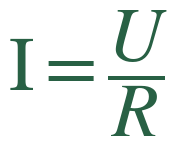 I = U/R